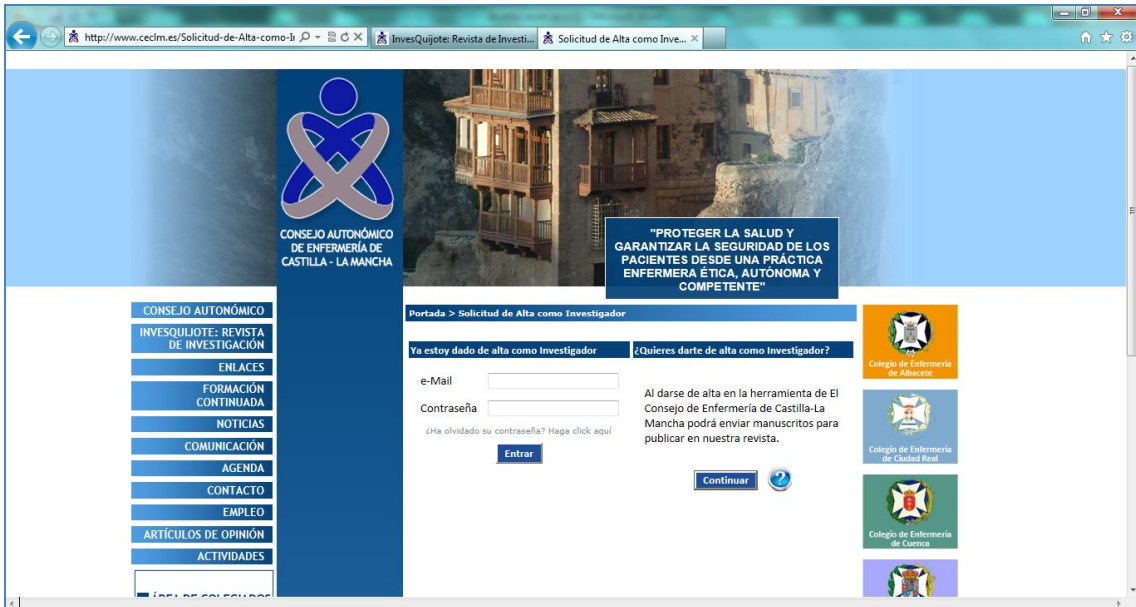 http://www.ceclm.es/Solicitud-de-Alta-como-Ir
InvesQuijote: Revista de Investi...
Solicitud de Alta como Inve...
CONSEJO AUTONÓMICO
DE ENFERMERÍA DE
CASTILLA - LA MANCHA
"PROTEGER LA SALUD Y
GARANTIZAR LA SEGURIDAD DE LOS
PACIENTES DESDE UNA PRÁCTICA
ENFERMERA ÉTICA, AUTÓNOMA Y
COMPETENTE"
CONSEJO AUTONÓMICO
INVESQUIJOTE: REVISTA
DE INVESTIGACIÓN
ENLACES
FORMACIÓN
CONTINUADA
NOTICIAS
COMUNICACIÓN
AGENDA
CONTACTO
EMPLEO
ARTÍCULOS DE OPINIÓN
ACTIVIDADES
ÁREA DE COLEGIADOS
Portada > Solicitud de Alta como Investigador
Ya estoy dado de alta como Investigador
e-Mail
Contraseña
¿Ha olvidado su contraseña? Haga click aquí
Entrar
¿Quieres darte de alta como Investigador?
Al darse de alta en la herramienta de El
Consejo de Enfermería de Castilla-La
Mancha podrá enviar manuscritos para
publicar en nuestra revista.
Continuar
Colegio de Enfermería
de Albacete
Colegio de Enfermería
de Ciudad Real
Colegio de Enfermería
de Cuenca